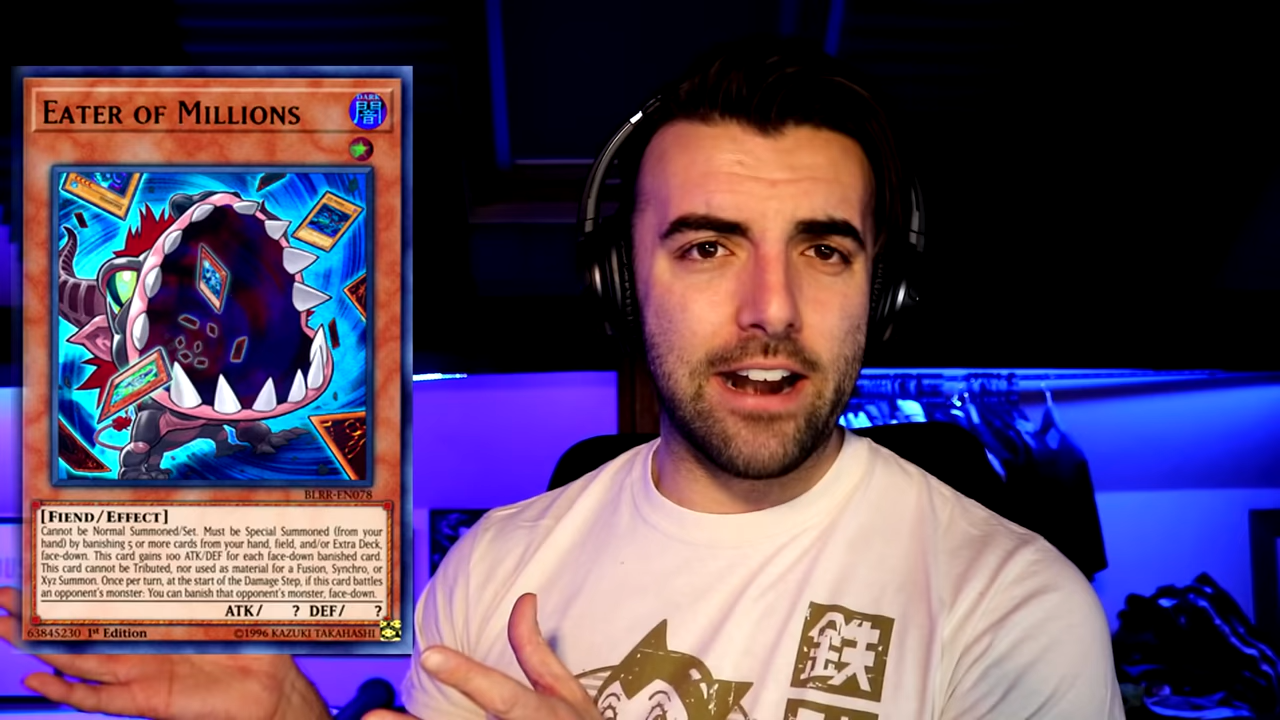 Eater of Millions
DARK
闇
BLRR-EN078
[Fiend/Effect]
Cannot be Normal Summoned/Set. Must be Special Summoned (from your
hand) by banishing 5 or more cards from your hand, field, and/or Extra Deck,
face-down. This card gains 100 ATK/DEF for each face-down banished card.
This card cannot be Tributed, nor used as material for a Fusion, Synchro, or
Xyz Summon. Once per turn, at the start of the Damage Step, if this card battles
an opponent's monster: You can banish that opponent's monster, face-down.
ATK/ ? DEF/ ?
63845230 1st Edition ©1996 KAZUKI TAKAHASHI
鉄